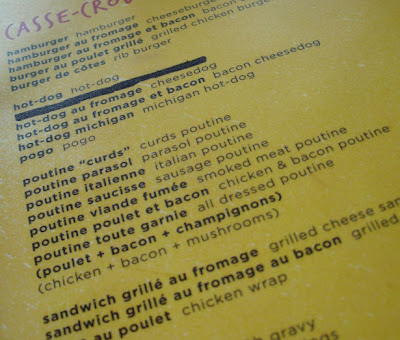 CASSE-CROU
hamburger hamburger
hamburger au fromage cheeseburge
hamburger au fromage et bacon bacon
burger au poulet grillé grilled chicken burger
burger de côtes rib burger
hot-dog hot-dog
hot-dog au fromage cheesedog
hot-dog au fromage et bacon bacon cheesedog
hot-dog michigan michigan hot-dog
pogo pogo
poutine "curds" curds poutine
poutine parasol parasol poutine
poutine italienne italian poutine
poutine saucisse sausage poutine
poutine viande fumée smoked meat poutine
poutine poulet et bacon chicken & bacon poutine
poutine toute garnie all dressed poutine
(poulet + bacon + champignons)
(chicken + bacon + mushrooms)
sandwich grillé au fromage grilled cheese san
sandwich grillé au fromage au bacon grilled
au poulet chicken wrap
gravy